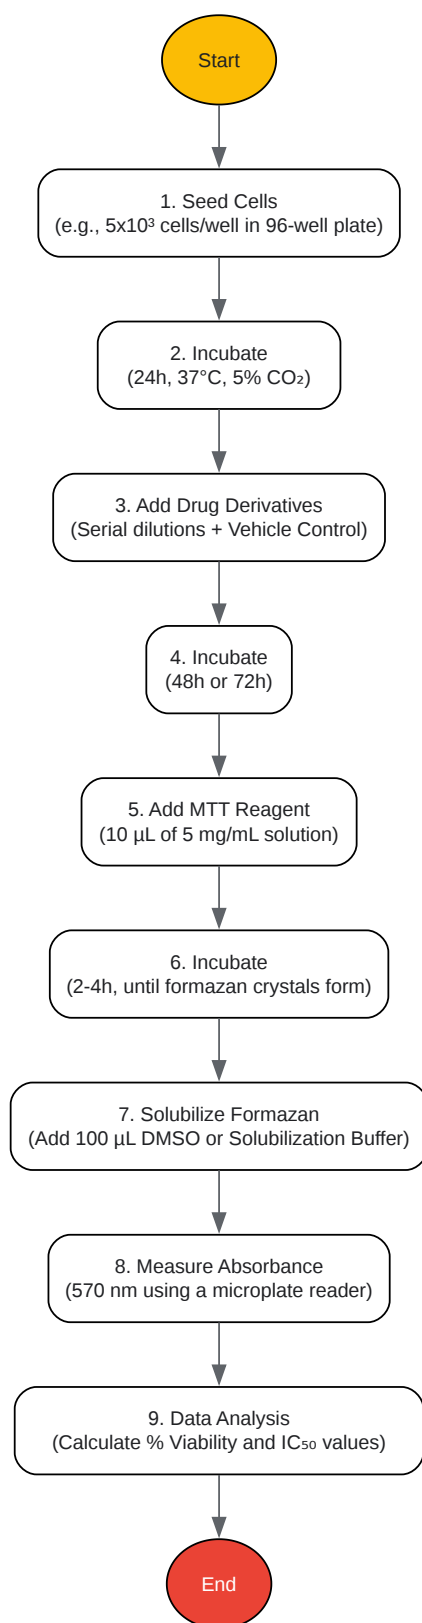 Start
1. Seed Cells
(e.g., 5x10³ cells/well in 96-well plate)
2. Incubate
(24h, 37°C, 5% CO₂)
3. Add Drug Derivatives
(Serial dilutions + Vehicle Control)
4. Incubate
(48h or 72h)
5. Add MTT Reagent
(10 µL of 5 mg/mL solution)
6. Incubate
(2-4h, until formazan crystals form)
7. Solubilize Formazan
(Add 100 µL DMSO or Solubilization Buffer)
8. Measure Absorbance
(570 nm using a microplate reader)
9. Data Analysis
(Calculate % Viability and IC₅₀ values)
End